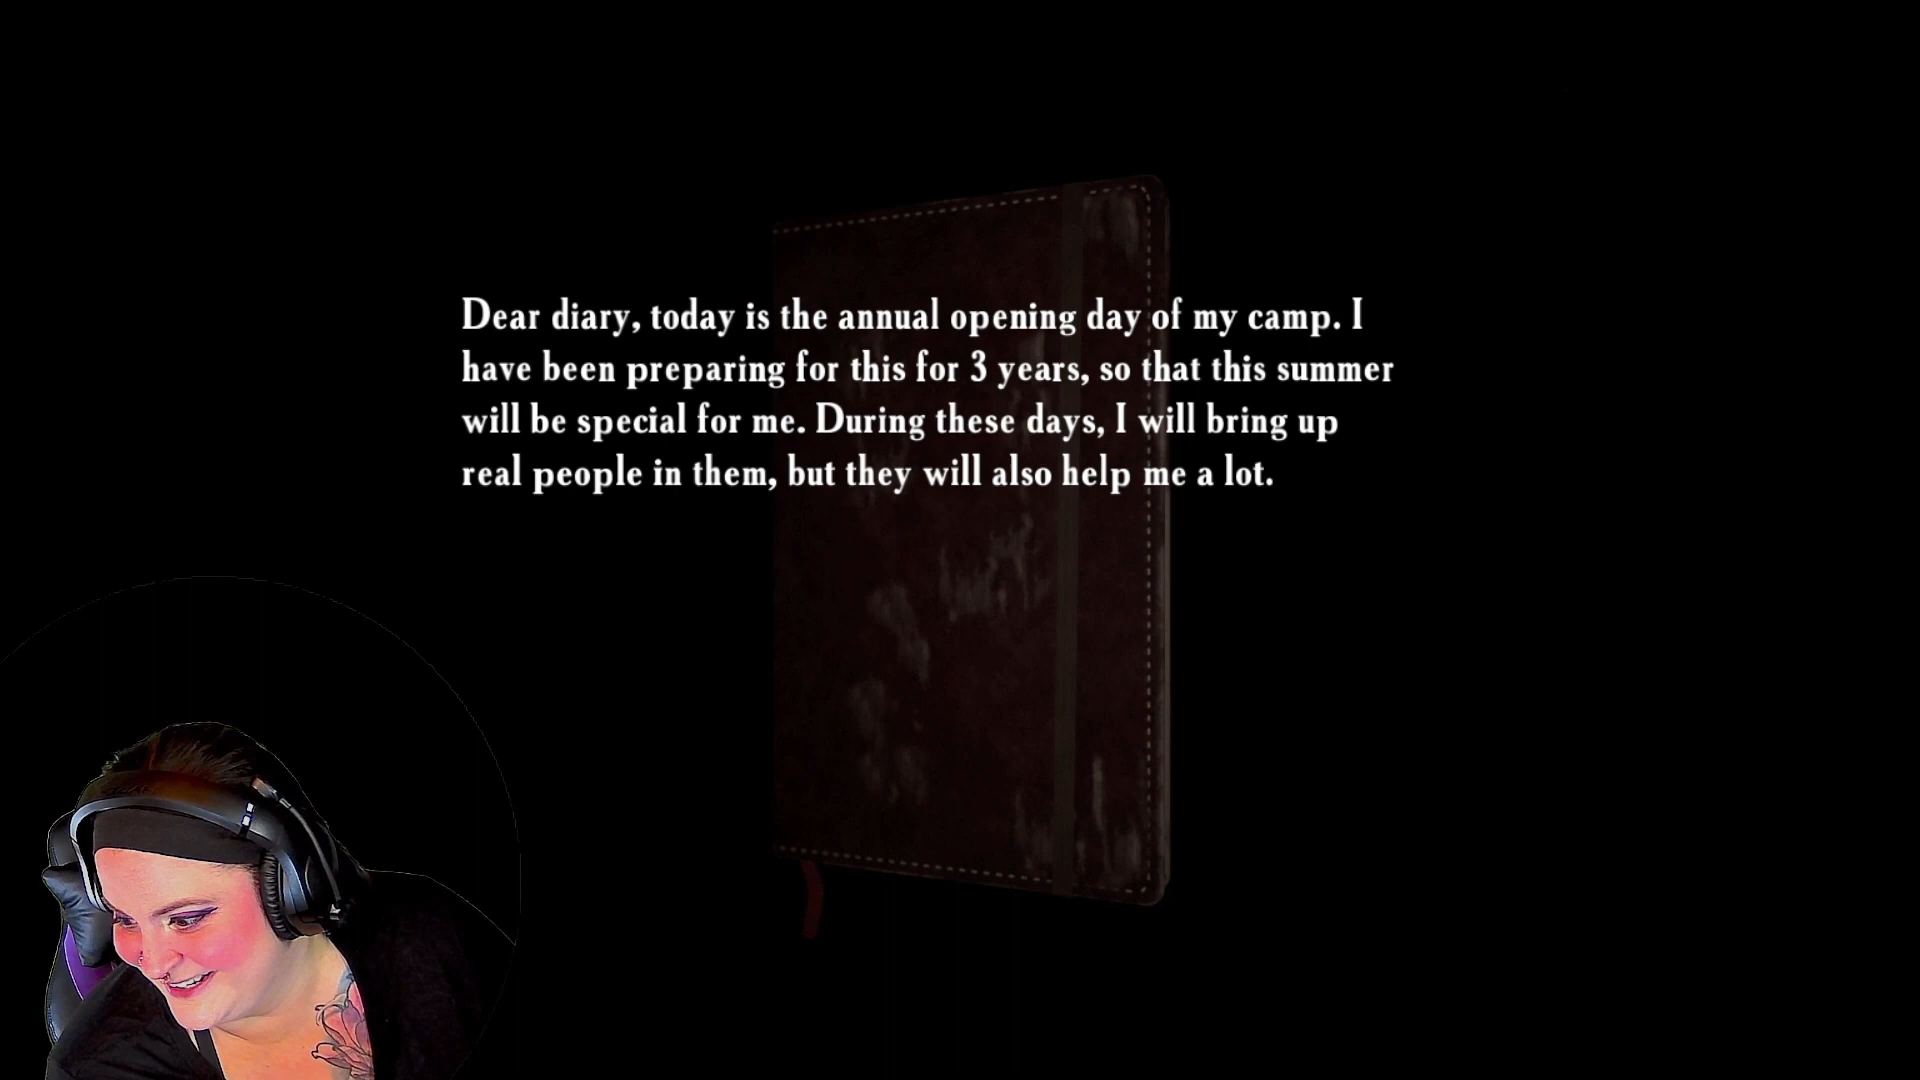 Dear diary, today is the annual opening day of my camp. I
have been preparing for this for 3 years, so that this summer
will be special for me. During these days, I will bring up
real people in them, but they will also help me a lot.